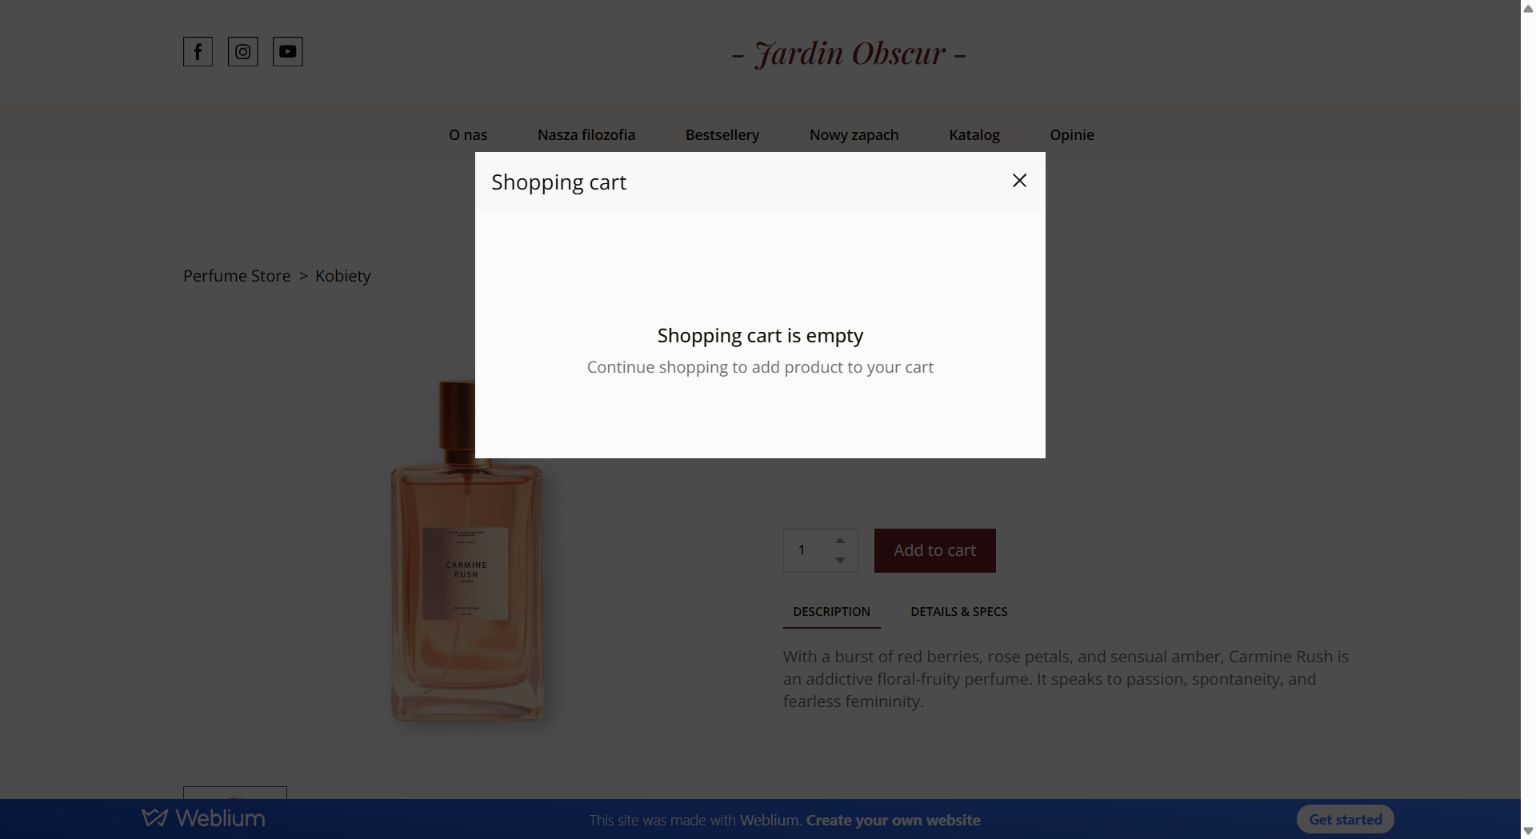 - Jardin Obscur -
O nas
Nasza filozofia
Bestsellery
Nowy zapach
Katalog
Opinie
Shopping cart
Perfume Store > Kobiety
Shopping cart is empty
Continue shopping to add product to your cart
CARMINE
RUSH
1
Add to cart
DESCRIPTION
DETAILS & SPECS
With a burst of red berries, rose petals, and sensual amber, Carmine Rush is
an addictive floral-fruity perfume. It speaks to passion, spontaneity, and
fearless femininity.
Weblium
This site was made with Weblium. Create your own website
Get started